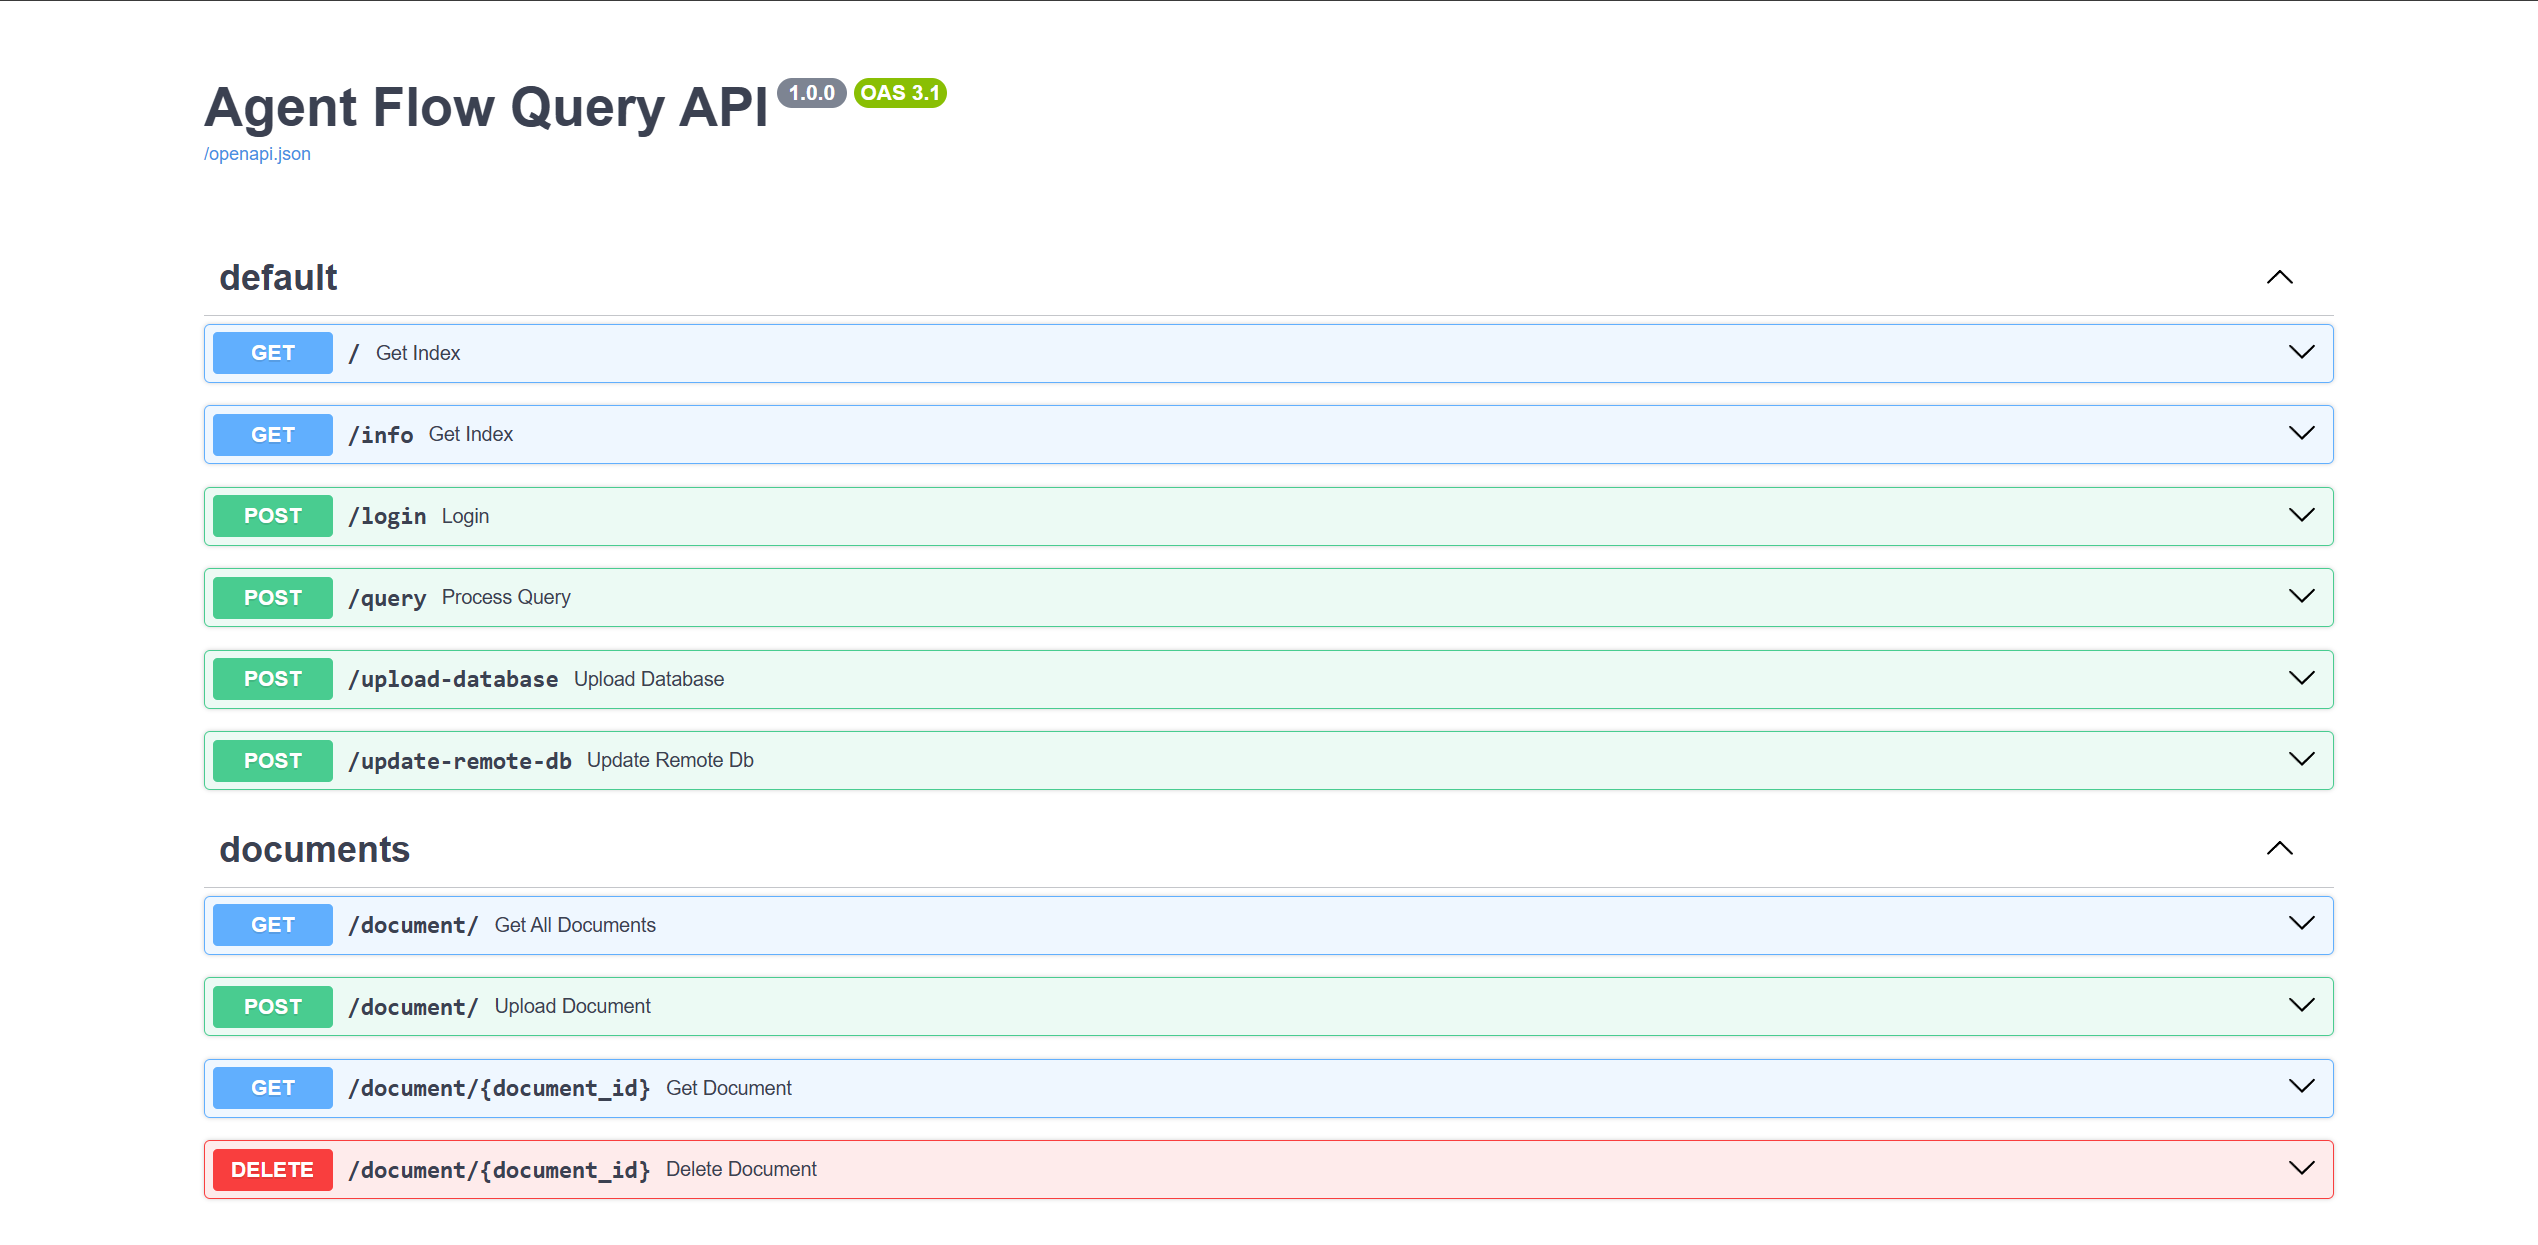 Agent Flow Query API 1.0.0 OAS 3.1
/openapi.json
default
GET / Get Index
GET /info Get Index
POST /login Login
POST /query Process Query
POST /upload-database Upload Database
POST /update-remote-db Update Remote Db
documents
GET /document/ Get All Documents
POST /document/ Upload Document
GET /document/{document_id} Get Document
DELETE /document/{document_id} Delete Document